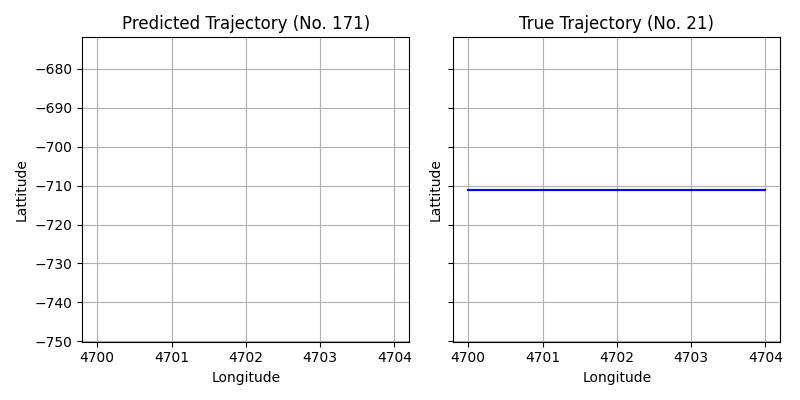 Predicted Trajectory (No. 171)
Lattitude
−680
−690
−700
−710
−720
−730
−740
−750
4700 4701 4702 4703 4704
Longitude
True Trajectory (No. 21)
Lattitude
4700 4701 4702 4703 4704
Longitude